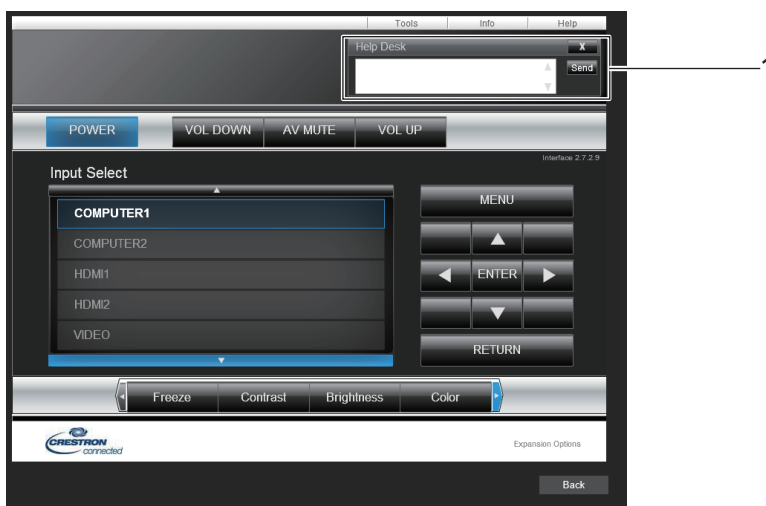 Tools Info Help
Help Desk X
Send
1
POWER VOL DOWN AV MUTE VOL UP
Interface 2.7.2.9
Input Select
COMPUTER1
COMPUTER2
HDMI1
HDMI2
VIDEO
MENU
ENTER
RETURN
Freeze Contrast Brightness Color
CRESTRON
connected
Expansion Options
Back